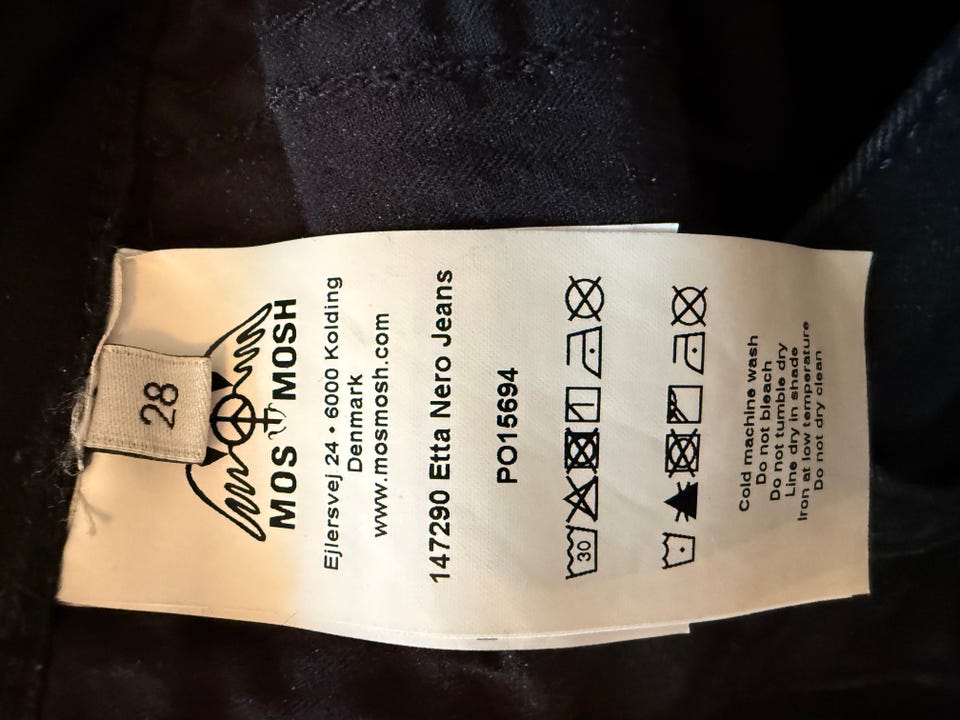 28
MOS MOSH
Ejlersvej 24 • 6000 Kolding
Denmark
www.mosmosh.com
147290 Etta Nero Jeans
PO15694
30
Cold machine wash
Do not bleach
Do not tumble dry
Line dry in shade
Iron at low temperature
Do not dry clean